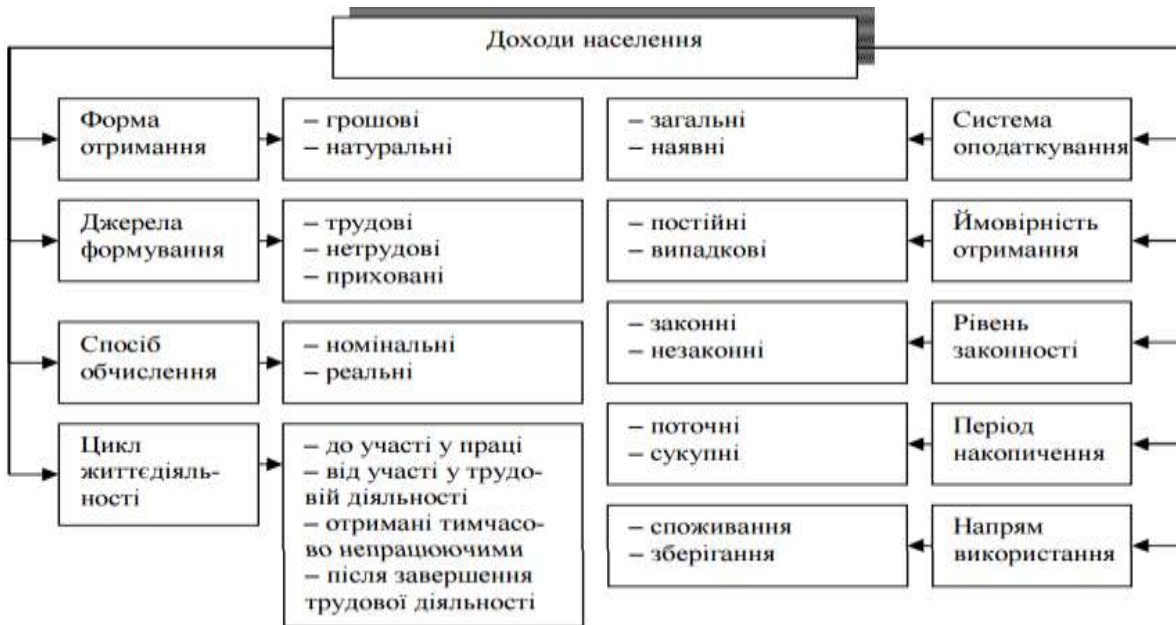 Доходи населення
Форма
отримання
– грошові
– натуральні
Джерела
формування
– трудові
– нетрудові
– приховані
Спосіб
обчислення
– номінальні
– реальні
Цикл
життєдіяль-
ності
– до участі у праці
– від участі у трудо-
вій діяльності
– отримані тимчасо-
во непрацюючими
– після завершення
трудової діяльності
– загальні
– наявні
Система
оподаткування
– постійні
– випадкові
Ймовірність
отримання
– законні
– незаконні
Рівень
законності
– поточні
– сукупні
Період
накопичення
– споживання
– зберігання
Напрям
використання